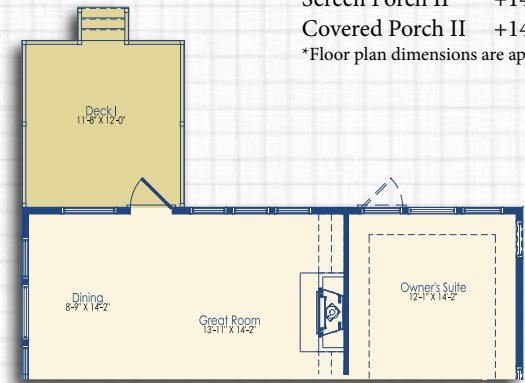 Covered Porch II +14
*Floor plan dimensions are ap
Deck I
11'-8" X 12'-0"
Dining
8'-9" X 14'-2"
Great Room
13'-11" X 14'-2"
Owner's Suite
12'-1" X 14'-2"